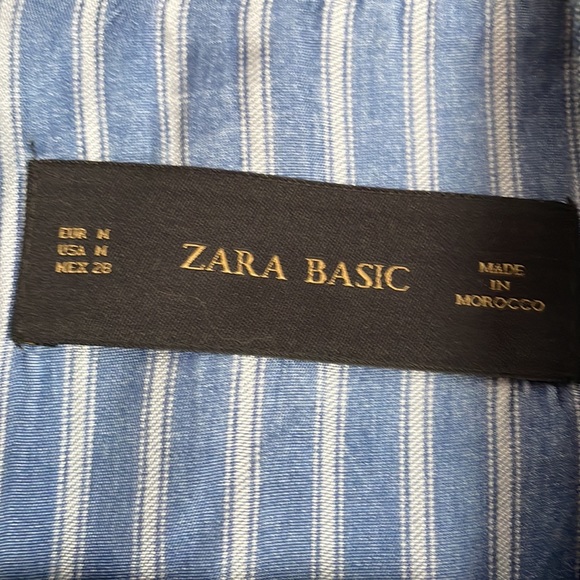 EUR M
USA M
MEX 28
ZARA BASIC
MADE
IN
MOROCCO